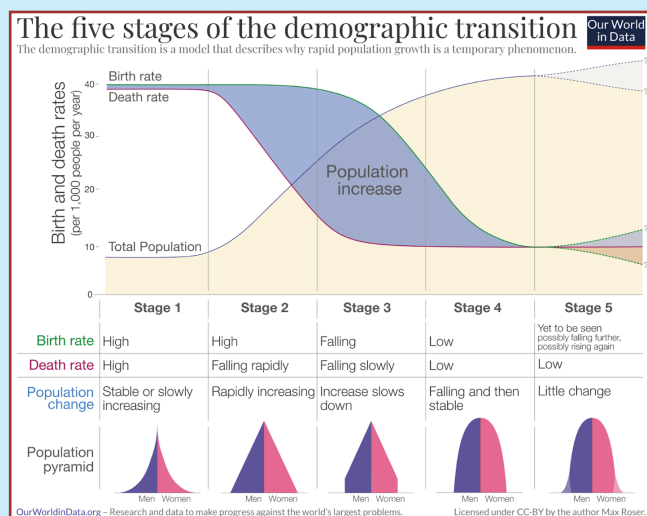 The five stages of the demographic transition
Our World
in Data
The demographic transition is a model that describes why rapid population growth is a temporary phenomenon.
Birth and death rates
(per 1,000 people per year)
40
30
20
10
0
Birth rate
Death rate
Total Population
Population
increase
?
?
?
?
Stage 1 Stage 2 Stage 3 Stage 4 Stage 5
Birth rate High High Falling Low Yet to be seen
possibly falling further,
possibly rising again
Death rate High Falling rapidly Falling slowly Low Low
Population
change
Stable or slowly
increasing
Rapidly increasing
Increase slows
down
Falling and then
stable
Little change
Population
pyramid
Men Women Men Women Men Women Men Women Men Women
OurWorldinData.org – Research and data to make progress against the world's largest problems.
Licensed under CC-BY by the author Max Roser.